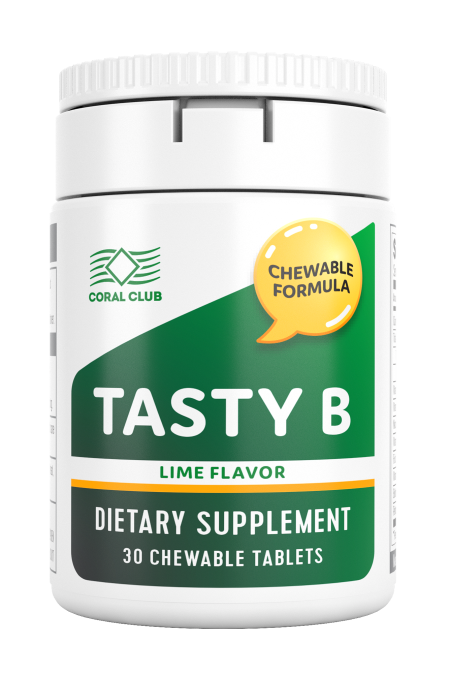 CORAL CLUB
CHEWABLE
FORMULA
TASTY B
LIME FLAVOR
DIETARY SUPPLEMENT
30 CHEWABLE TABLETS